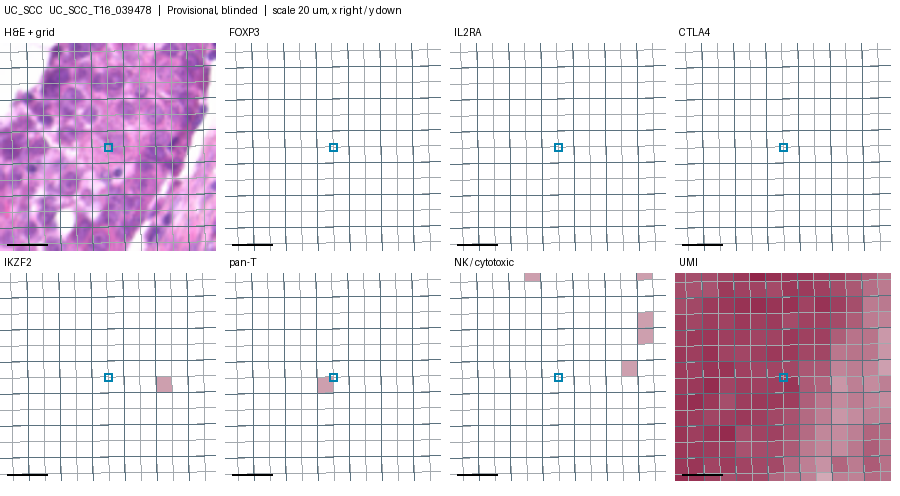 UC_SCC UC_SCC_T16_039478 | Provisional, blinded | scale 20 um, x right / y down
H&E + grid
FOXP3
IL2RA
CTLA4
IKZF2
pan-T
NK / cytotoxic
UMI